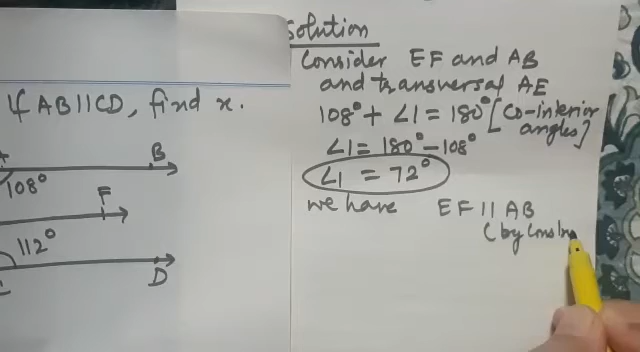 If AB||CD, find x.
B
108°
F
112°
D
Solution
Consider EF and AB
and transversal AE
108° + ∠1 = 180° [Co-interior
angles]
∠1 = 180° - 108°
∠1 = 72°
we have EF || AB
(by